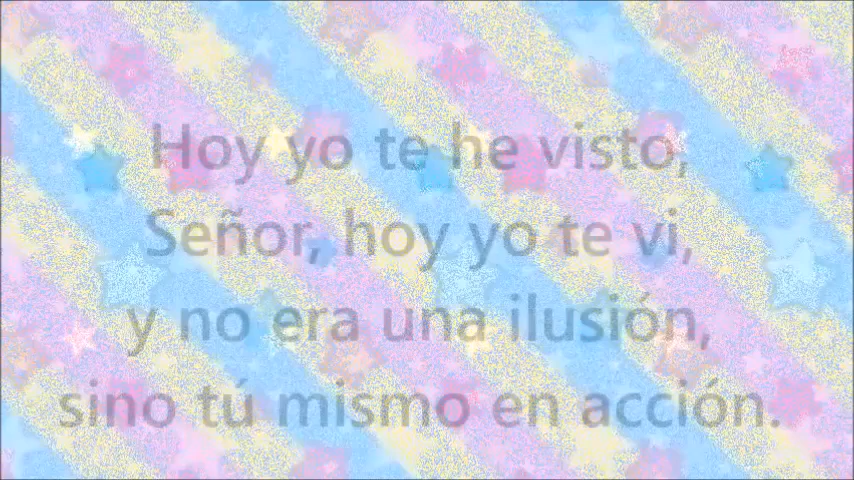 Hoy yo te he visto,
Señor, hoy yo te vi,
y no era una ilusión,
sino tú mismo en acción.